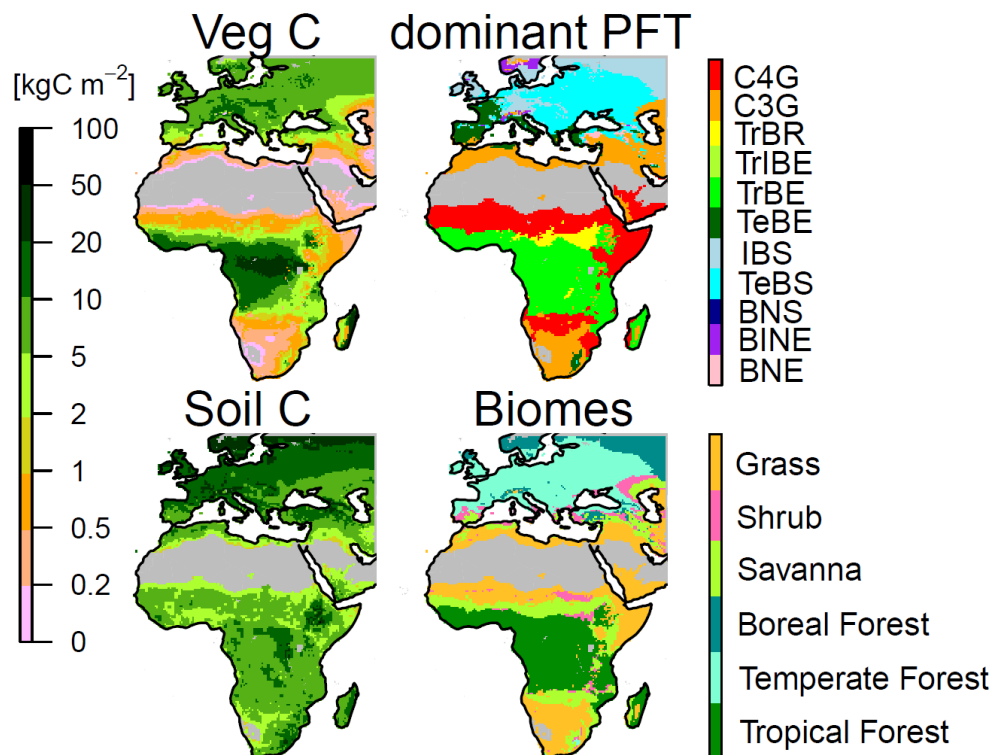 Veg C
dominant PFT
[kgC m⁻²]
100
50
20
10
5
2
1
0.5
0.2
0
C4G
C3G
TrBR
TrIBE
TrBE
TeBE
IBS
TeBS
BNS
BINE
BNE
Soil C
Biomes
Grass
Shrub
Savanna
Boreal Forest
Temperate Forest
Tropical Forest